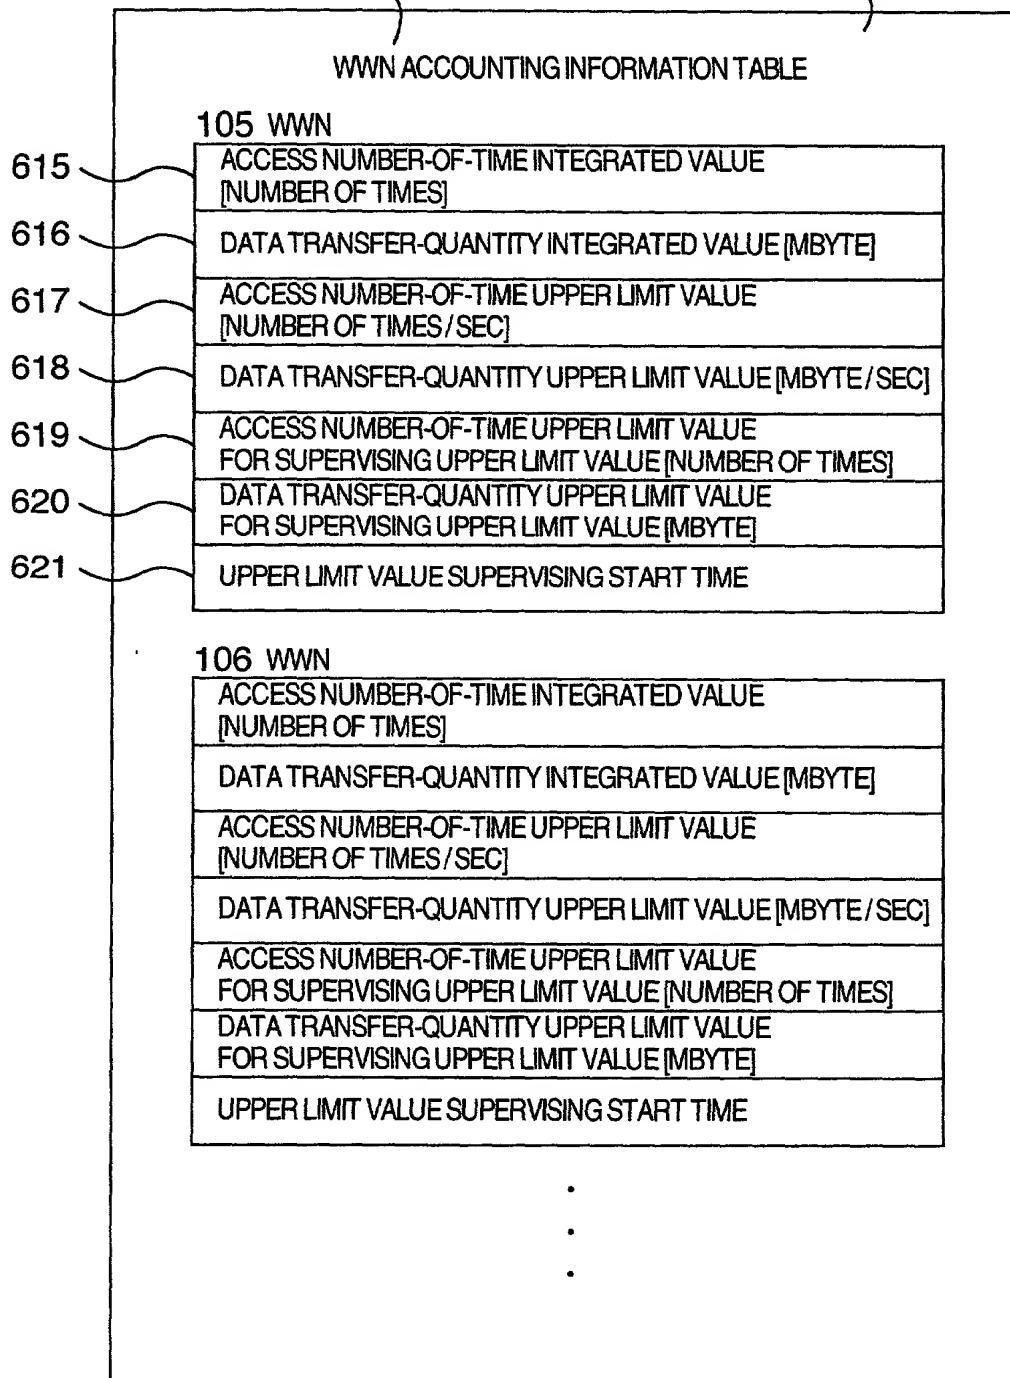 WWN ACCOUNTING INFORMATION TABLE
105 WWN
615
ACCESS NUMBER-OF-TIME INTEGRATED VALUE
[NUMBER OF TIMES]
616
DATA TRANSFER-QUANTITY INTEGRATED VALUE [MBYTE]
617
ACCESS NUMBER-OF-TIME UPPER LIMIT VALUE
[NUMBER OF TIMES/SEC]
618
DATA TRANSFER-QUANTITY UPPER LIMIT VALUE [MBYTE/SEC]
619
ACCESS NUMBER-OF-TIME UPPER LIMIT VALUE
FOR SUPERVISING UPPER LIMIT VALUE [NUMBER OF TIMES]
620
DATA TRANSFER-QUANTITY UPPER LIMIT VALUE
FOR SUPERVISING UPPER LIMIT VALUE [MBYTE]
621
UPPER LIMIT VALUE SUPERVISING START TIME
106 WWN
ACCESS NUMBER-OF-TIME INTEGRATED VALUE
[NUMBER OF TIMES]
DATA TRANSFER-QUANTITY INTEGRATED VALUE [MBYTE]
ACCESS NUMBER-OF-TIME UPPER LIMIT VALUE
[NUMBER OF TIMES/SEC]
DATA TRANSFER-QUANTITY UPPER LIMIT VALUE [MBYTE/SEC]
ACCESS NUMBER-OF-TIME UPPER LIMIT VALUE
FOR SUPERVISING UPPER LIMIT VALUE [NUMBER OF TIMES]
DATA TRANSFER-QUANTITY UPPER LIMIT VALUE
FOR SUPERVISING UPPER LIMIT VALUE [MBYTE]
UPPER LIMIT VALUE SUPERVISING START TIME